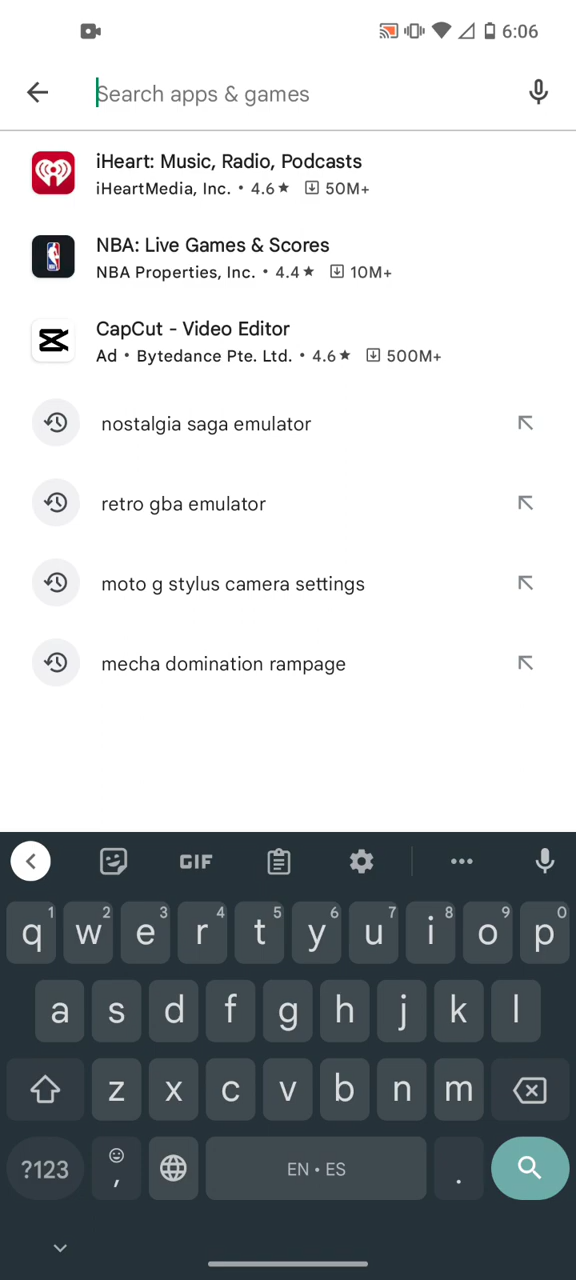 6:06
Search apps & games
iHeart: Music, Radio, Podcasts
iHeartMedia, Inc. • 4.6★ 50M+
NBA: Live Games & Scores
NBA Properties, Inc. • 4.4★ 10M+
CapCut - Video Editor
Ad • Bytedance Pte. Ltd. • 4.6★ 500M+
nostalgia saga emulator
retro gba emulator
moto g stylus camera settings
mecha domination rampage
GIF
1 2 3 4 5 6 7 8 9 0
q w e r t y u i o p
a s d f g h j k l
z x c v b n m
?123 , EN • ES .